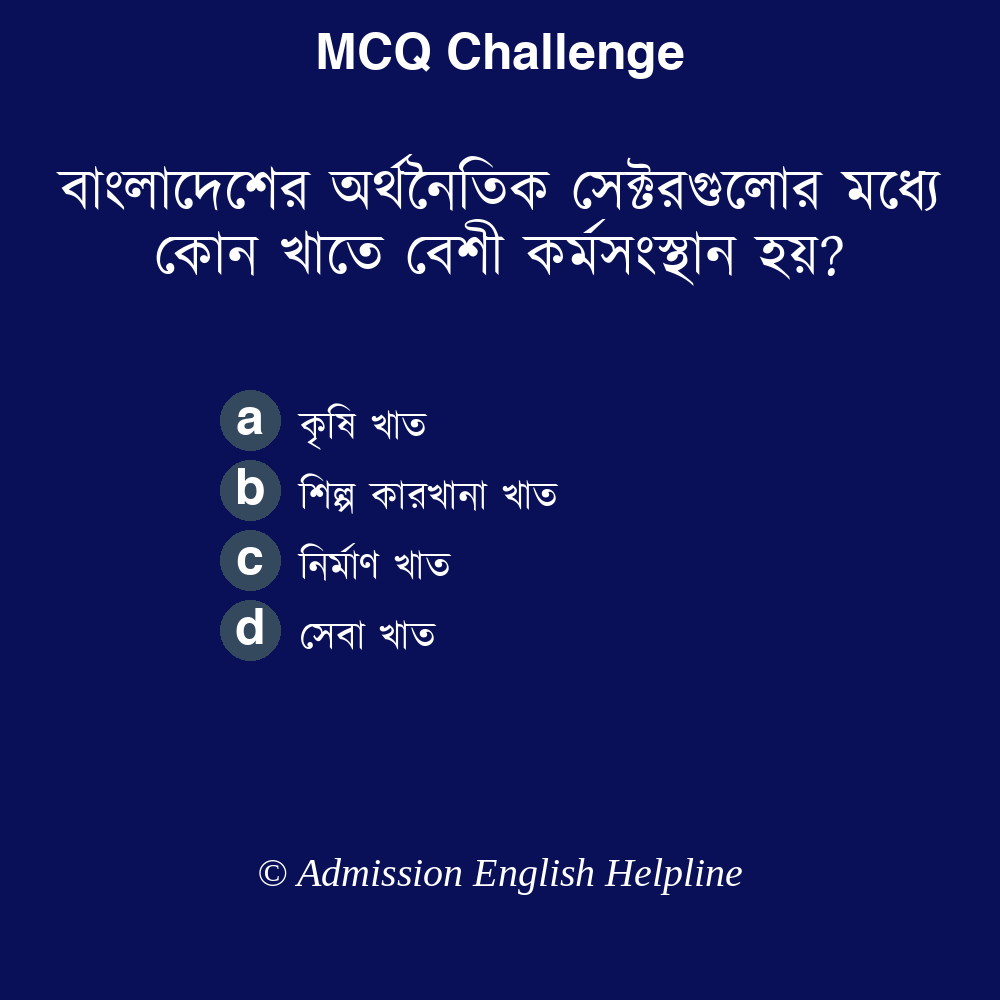 MCQ Challenge
বাংলাদেশের অর্থনৈতিক সেক্টরগুলোর মধ্যে
কোন খাতে বেশী কর্মসংস্থান হয়?
a কৃষি খাত
b শিল্প কারখানা খাত
c নির্মাণ খাত
d সেবা খাত
© Admission English Helpline